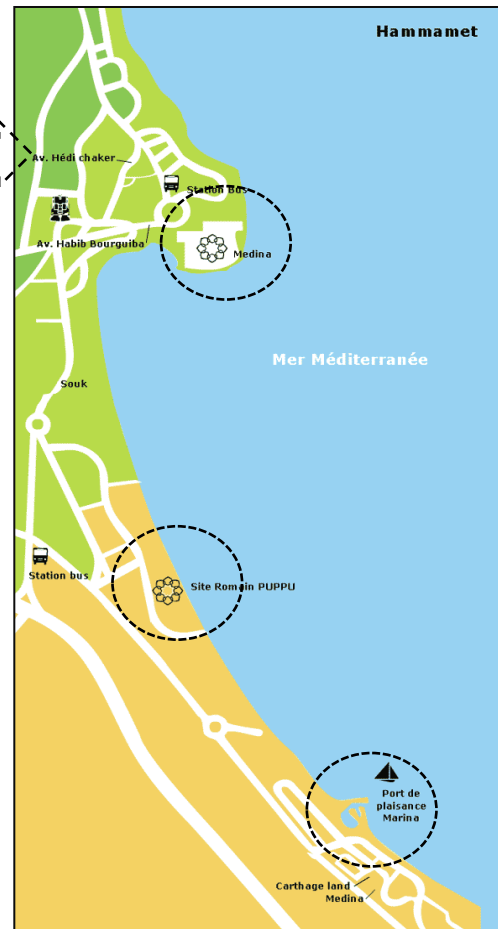 Hammamet
Av. Hédi chaker
Station Bus
Av. Habib Bourguiba
Medina
Mer Méditerranée
Souk
Station bus
Site Romain PUPPU
Port de
plaisance
Marina
Carthage land
Medina